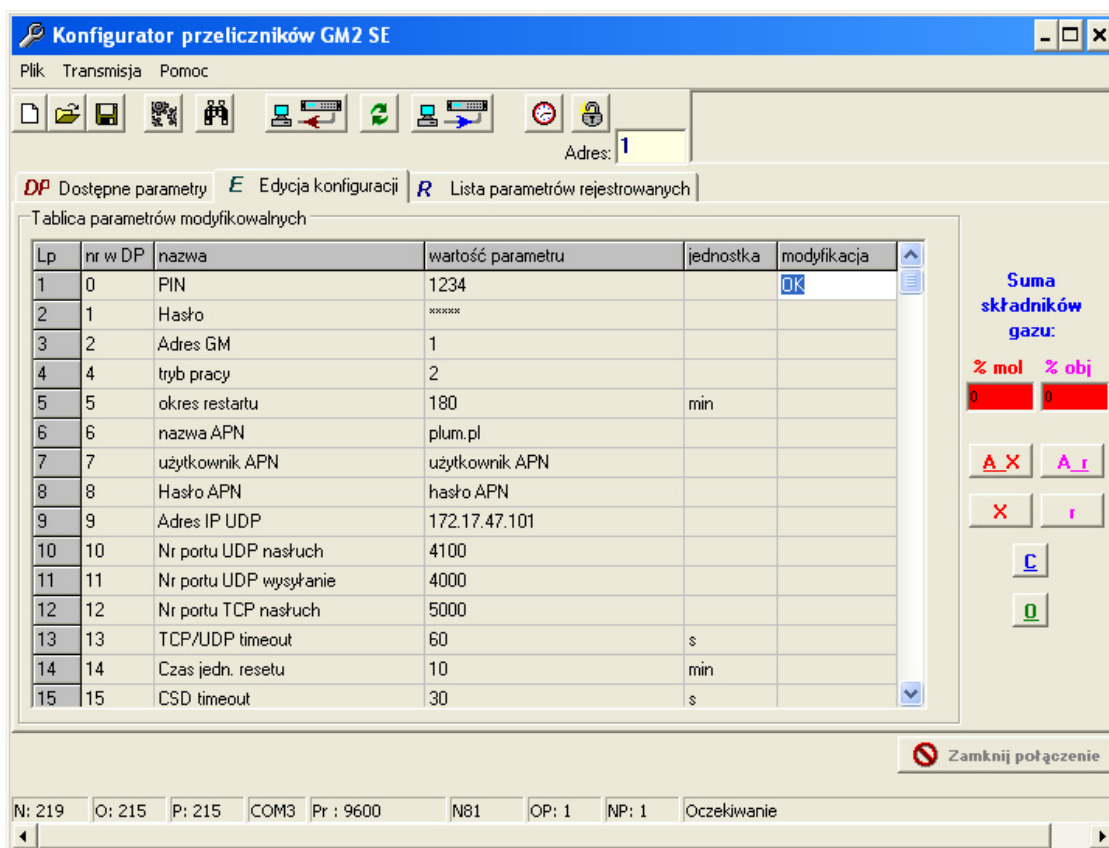 Konfigurator przeliczników GM2 SE
Plik Transmisja Pomoc
Adres: 1
DP Dostępne parametry E Edycja konfiguracji R Lista parametrów rejestrowanych
Tablica parametrów modyfikowalnych
Lp nr w DP nazwa wartość parametru jednostka modyfikacja
1 0 PIN 1234 OK
2 1 Hasło *****
3 2 Adres GM 1
4 4 tryb pracy 2
5 5 okres restartu 180 min
6 6 nazwa APN plum.pl
7 7 użytkownik APN użytkownik APN
8 8 Hasło APN hasło APN
9 9 Adres IP UDP 172.17.47.101
10 10 Nr portu UDP nasłuch 4100
11 11 Nr portu UDP wysyłanie 4000
12 12 Nr portu TCP nasłuch 5000
13 13 TCP/UDP timeout 60 s
14 14 Czas jedn. resetu 10 min
15 15 CSD timeout 30 s
Suma
składników
gazu:
% mol % obj
0 0
A_X A_r
X r
C
O
Zamknij połączenie
N: 219 O: 215 P: 215 COM3 Pr : 9600 N81 OP: 1 NP: 1 Oczekiwanie